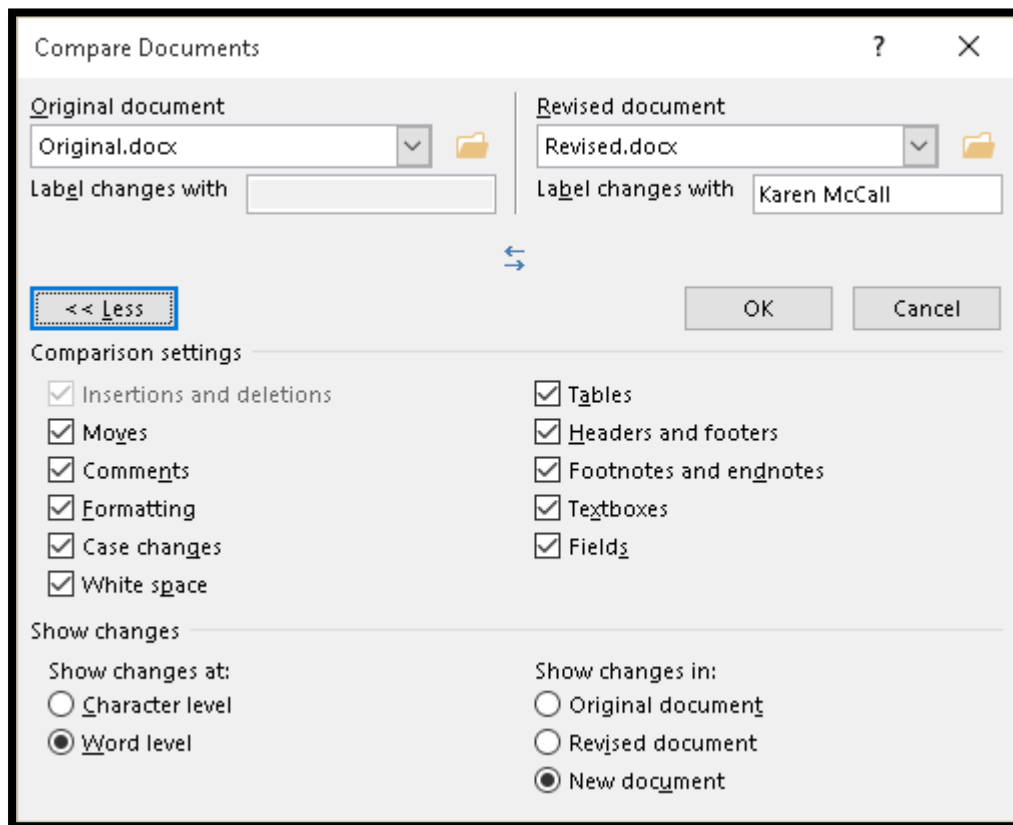 Compare Documents ? ×
Original document
Original.docx
Label changes with
Revised document
Revised.docx
Label changes with Karen McCall
<< Less
OK Cancel
Comparison settings
Insertions and deletions
Moves
Comments
Formatting
Case changes
White space
Tables
Headers and footers
Footnotes and endnotes
Textboxes
Fields
Show changes
Show changes at:
Character level
Word level
Show changes in:
Original document
Revised document
New document